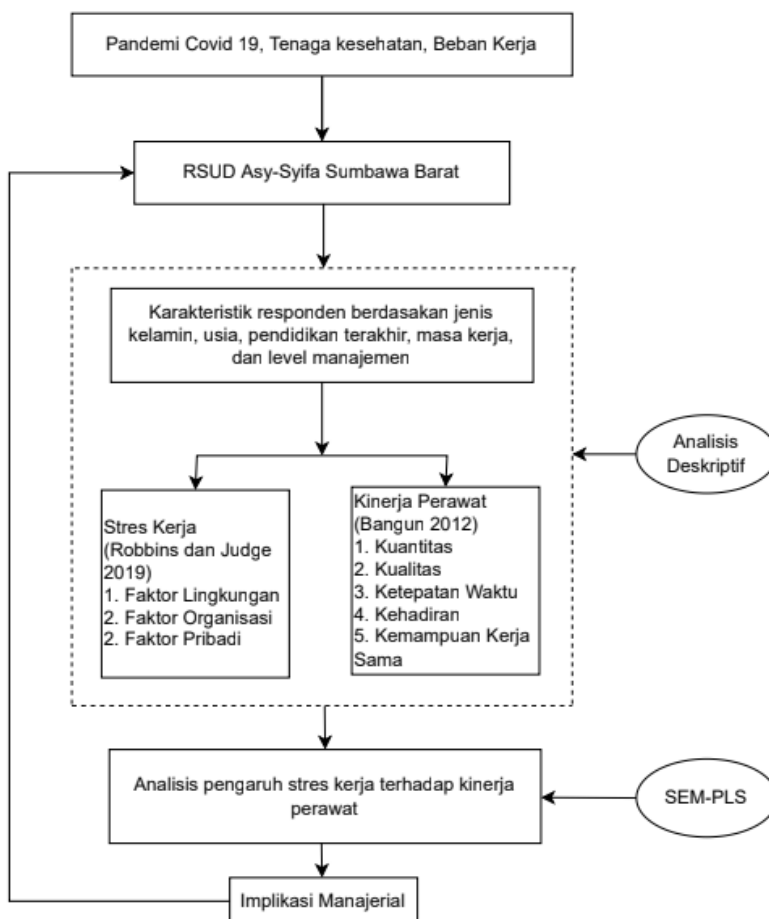 Pandemi Covid 19, Tenaga kesehatan, Beban Kerja
RSUD Asy-Syifa Sumbawa Barat
Karakteristik responden berdasakan jenis
kelamin, usia, pendidikan terakhir, masa kerja,
dan level manajemen
Analisis
Deskriptif
Stres Kerja
(Robbins dan Judge
2019)
1. Faktor Lingkungan
2. Faktor Organisasi
2. Faktor Pribadi
Kinerja Perawat
(Bangun 2012)
1. Kuantitas
2. Kualitas
3. Ketepatan Waktu
4. Kehadiran
5. Kemampuan Kerja
Sama
Analisis pengaruh stres kerja terhadap kinerja
perawat
SEM-PLS
Implikasi Manajerial